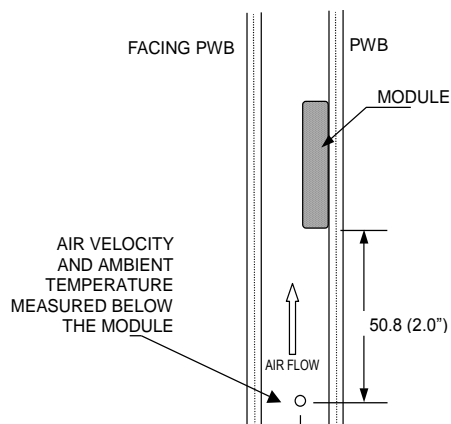 FACING PWB
PWB
MODULE
AIR VELOCITY
AND AMBIENT
TEMPERATURE
MEASURED BELOW
THE MODULE
50.8 (2.0”)
AIR FLOW